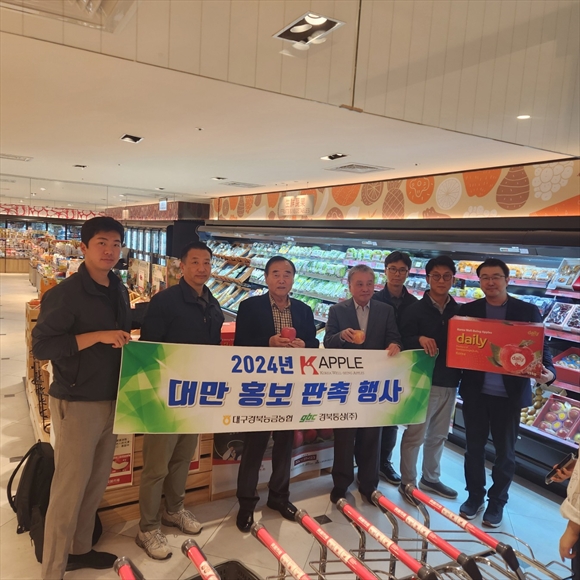 2024년 K APPLE
대만 홍보 판촉 행사
대구경북능금농협 gbc 경북통상(주)
daily